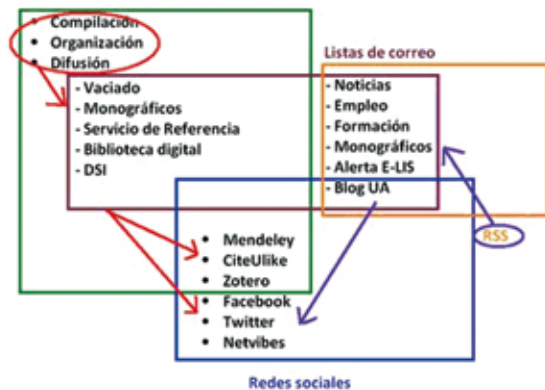 • Compilación
• Organización
• Difusión
Listas de correo
- Vaciado
- Monográficos
- Servicio de Referencia
- Biblioteca digital
- DSI
- Noticias
- Empleo
- Formación
- Monográficos
- Alerta E-LIS
- Blog UA
RSS
• Mendeley
• CiteUlike
• Zotero
• Facebook
• Twitter
• Netvibes
Redes sociales